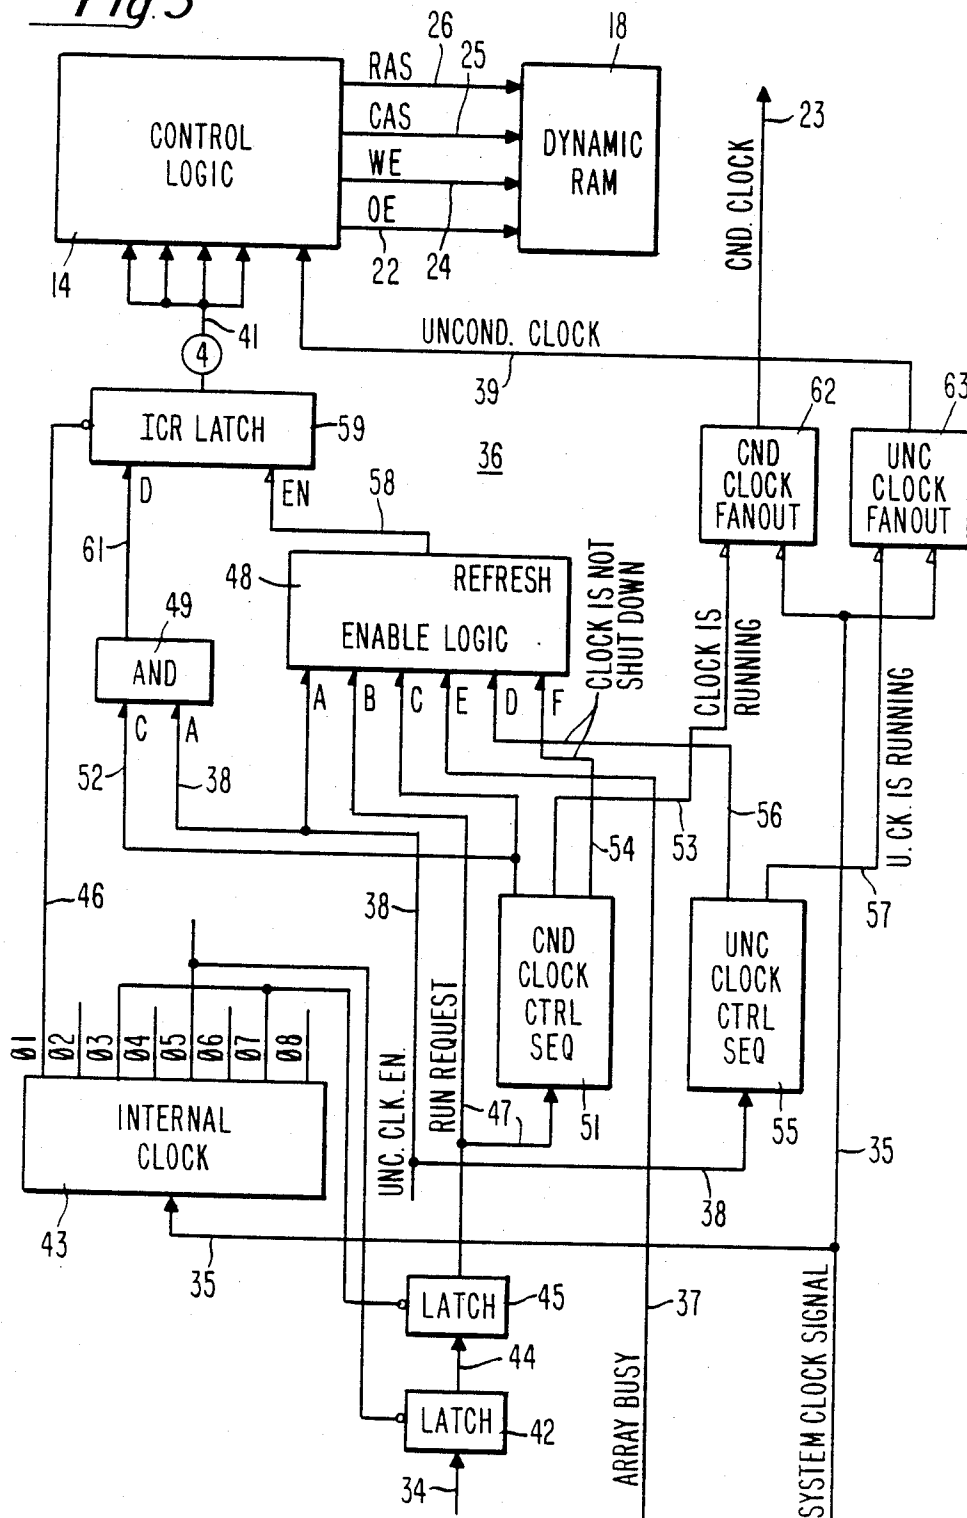 Fig. 3
26
18
RAS
25
CAS
23
CONTROL
LOGIC
DYNAMIC
RAM
WE
OE
CND. CLOCK
14
22
24
41
UNCOND. CLOCK
4
39
62
63
ICR LATCH
59
36
CND
CLOCK
FANOUT
UNC
CLOCK
FANOUT
D
EN
58
61
48
REFRESH
ENABLE LOGIC
CLOCK IS NOT
SHUT DOWN
49
AND
CLOCK IS
RUNNING
A
B
C
E
D
F
C
A
52
38
U. CK. IS RUNNING
54
53
56
57
46
38
CND
CLOCK
CTRL
SEQ
UNC
CLOCK
CTRL
SEQ
Ø1
Ø2
Ø3
Ø4
Ø5
Ø6
Ø7
Ø8
UNC. CLK. EN.
RUN REQUEST
47
51
55
INTERNAL
CLOCK
35
38
43
35
LATCH
45
37
44
LATCH
42
ARRAY BUSY
SYSTEM CLOCK SIGNAL
34